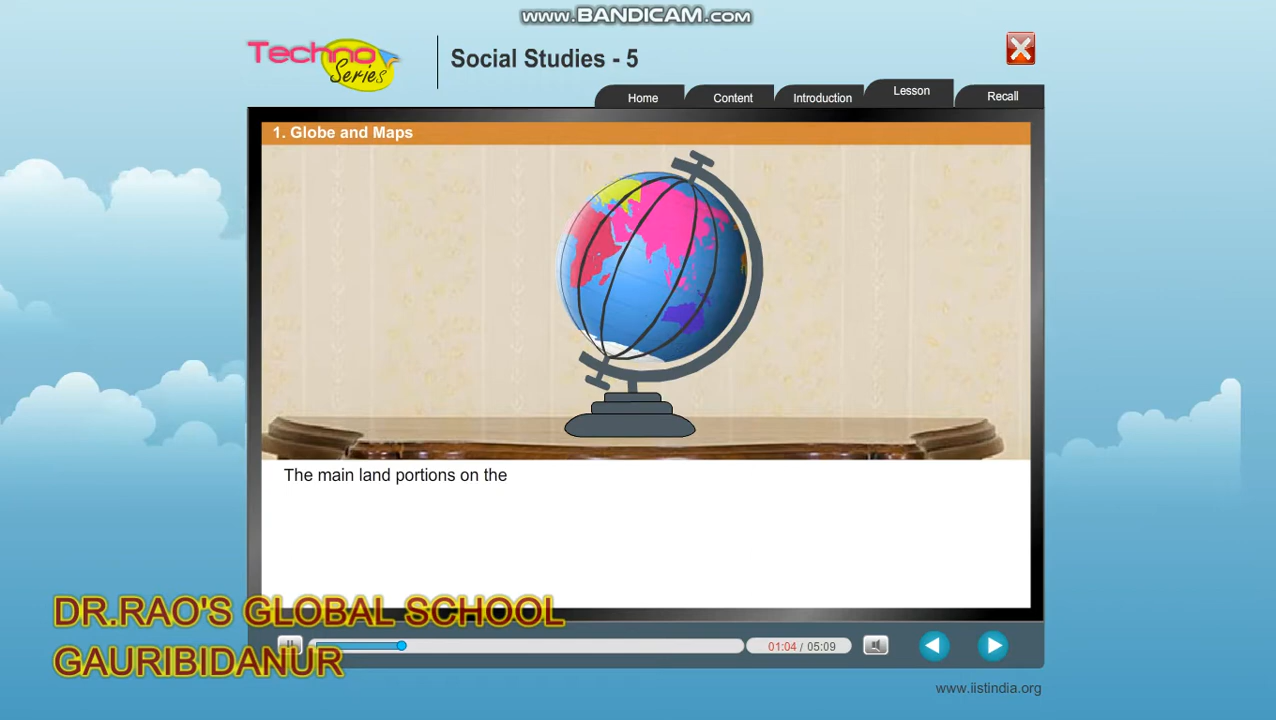 www.BANDICAM.com
Techno Series
Social Studies - 5
Home
Content
Introduction
Lesson
Recall
1. Globe and Maps
The main land portions on the
DR.RAO'S GLOBAL SCHOOL
GAURIBIDANUR
01:04 / 05:09
www.iistindia.org